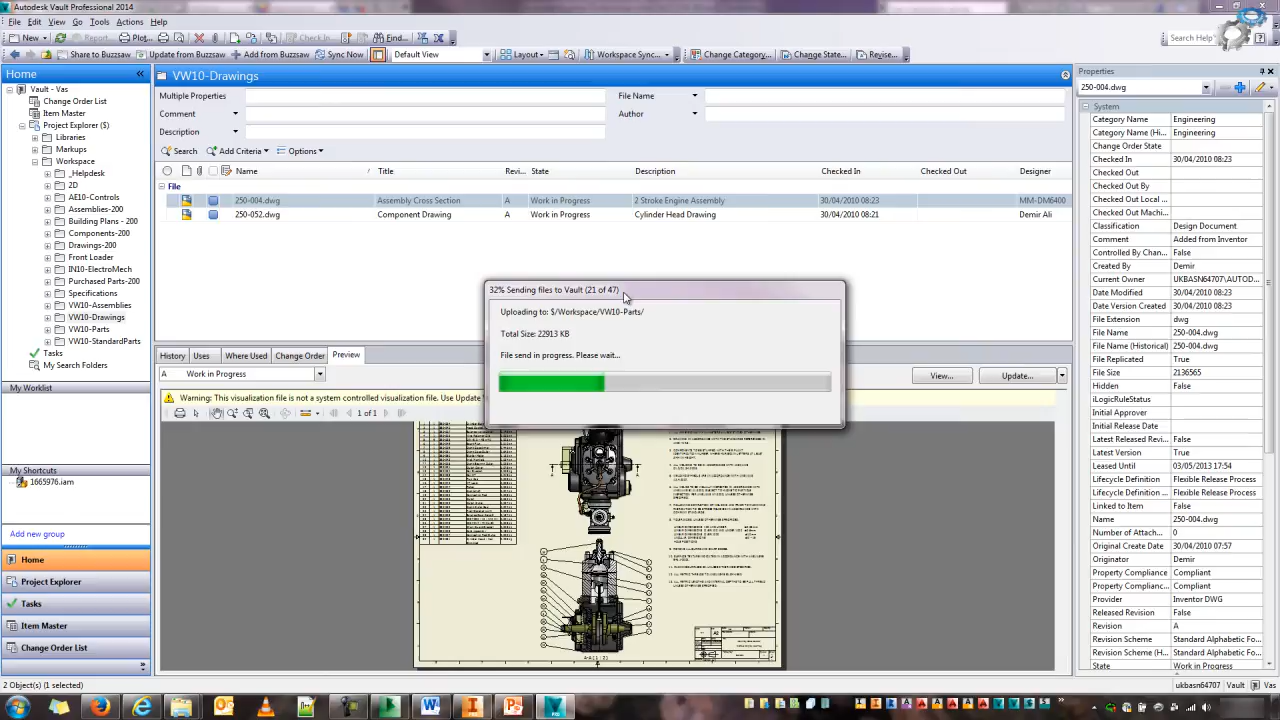 Autodesk Vault Professional 2014
File Edit View Go Tools Actions Help
Search Help
New Report... Plot... Check In... Find...
Share to Buzzsaw Update from Buzzsaw Add from Buzzsaw Sync Now Default View Layout Workspace Sync... Change Category... Change State... Revise...
Home
Vault - Vas
Change Order List
Item Master
Project Explorer ($)
Libraries
Markups
Workspace
_Helpdesk
2D
AE10-Controls
Assemblies-200
Building Plans - 200
Components-200
Drawings-200
Front Loader
IN10-ElectroMech
Purchased Parts-200
Specifications
VW10-Assemblies
VW10-Drawings
VW10-Parts
VW10-StandardParts
Tasks
My Search Folders
My Worklist
My Shortcuts
1665976.iam
Add new group
Home
Project Explorer
Tasks
Item Master
Change Order List
2 Object(s) (1 selected)
VW10-Drawings
Multiple Properties File Name
Comment Author
Description
Search Add Criteria Options
Name Title Revi... State Description Checked In Checked Out Designer
File
250-004.dwg Assembly Cross Section A Work in Progress 2 Stroke Engine Assembly 30/04/2010 08:23 MM-DM6400
250-052.dwg Component Drawing A Work in Progress Cylinder Head Drawing 30/04/2010 08:21 Demir Ali
32% Sending files to Vault (21 of 47)
Uploading to: $/Workspace/VW10-Parts/
Total Size: 22913 KB
File send in progress. Please wait...
History Uses Where Used Change Order Preview
A Work in Progress View... Update...
Warning: This visualization file is not a system controlled visualization file. Use Update
1 of 1
A-A ( 1 : 2 )
Properties
250-004.dwg
System
Category Name Engineering
Category Name (Hi... Engineering
Change Order State
Checked In 30/04/2010 08:23
Checked Out
Checked Out By
Checked Out Local ...
Checked Out Machi...
Classification Design Document
Comment Added from Inventor
Controlled By Chan... False
Created By Demir
Current Owner UKBASN64707\AUTOD...
Date Modified 30/04/2010 08:23
Date Version Created 30/04/2010 08:23
File Extension dwg
File Name 250-004.dwg
File Name (Historical) 250-004.dwg
File Replicated True
File Size 2136565
Hidden False
iLogicRuleStatus
Initial Approver
Initial Release Date
Latest Released Revi... False
Latest Version True
Leased Until 03/05/2013 17:54
Lifecycle Definition Flexible Release Process
Lifecycle Definition ... Flexible Release Process
Linked to Item False
Name 250-004.dwg
Number of Attach... 0
Original Create Date 30/04/2010 07:57
Originator Demir
Property Complianc... Compliant
Property Complianc... Compliant
Provider Inventor DWG
Released Revision False
Revision A
Revision Scheme Standard Alphabetic Fo...
Revision Scheme ... Standard Alphabetic Fo...
State Work in Progress
ukbasn64707 Vault Vas